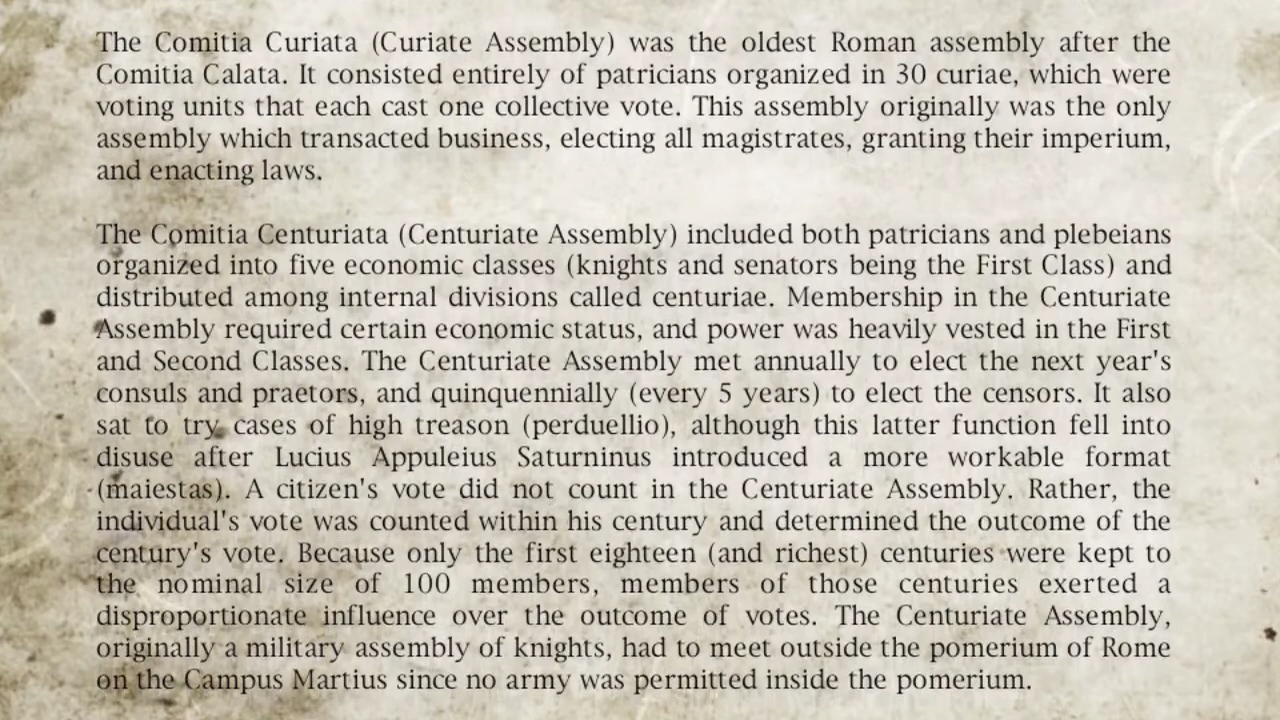 The Comitia Curiata (Curiate Assembly) was the oldest Roman assembly after the
Comitia Calata. It consisted entirely of patricians organized in 30 curiae, which were
voting units that each cast one collective vote. This assembly originally was the only
assembly which transacted business, electing all magistrates, granting their imperium,
and enacting laws.
The Comitia Centuriata (Centuriate Assembly) included both patricians and plebeians
organized into five economic classes (knights and senators being the First Class) and
distributed among internal divisions called centuriae. Membership in the Centuriate
Assembly required certain economic status, and power was heavily vested in the First
and Second Classes. The Centuriate Assembly met annually to elect the next year's
consuls and praetors, and quinquennially (every 5 years) to elect the censors. It also
sat to try cases of high treason (perduellio), although this latter function fell into
disuse after Lucius Appuleius Saturninus introduced a more workable format
(maiestas). A citizen's vote did not count in the Centuriate Assembly. Rather, the
individual's vote was counted within his century and determined the outcome of the
century's vote. Because only the first eighteen (and richest) centuries were kept to
the nominal size of 100 members, members of those centuries exerted a
disproportionate influence over the outcome of votes. The Centuriate Assembly,
originally a military assembly of knights, had to meet outside the pomerium of Rome
on the Campus Martius since no army was permitted inside the pomerium.